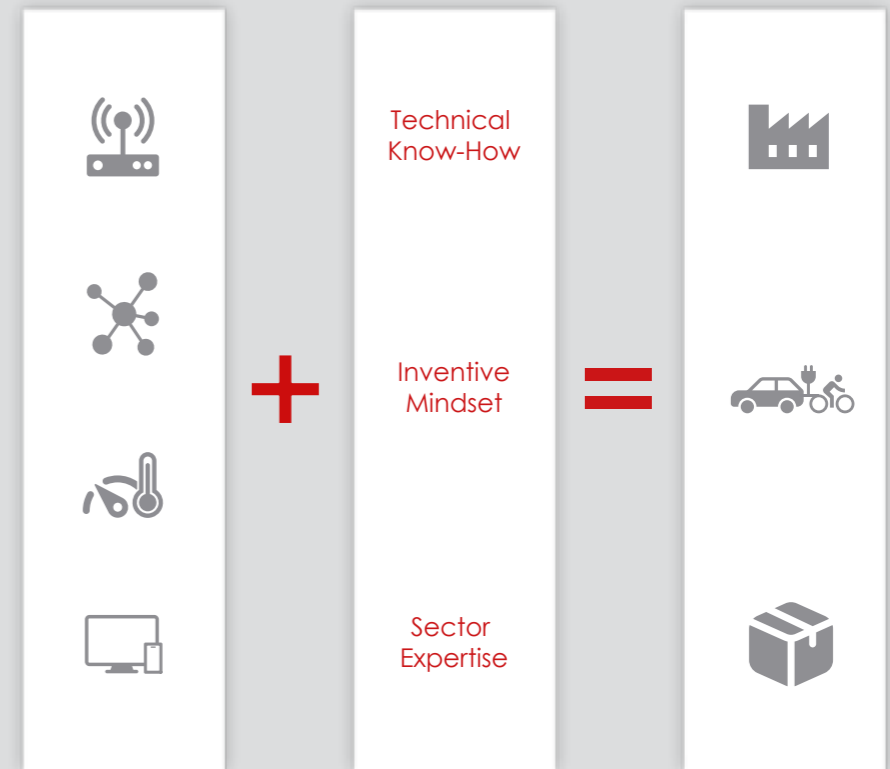 Technical
Know-How
+
Inventive
Mindset
=
Sector
Expertise